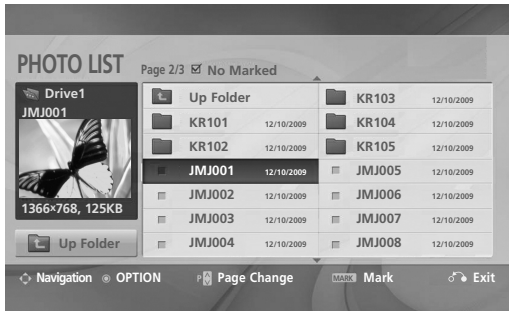 PHOTO LIST Page 2/3 No Marked
Drive1
JMJ001
1366×768, 125KB
Up Folder
Up Folder
KR101 12/10/2009
KR102 12/10/2009
JMJ001 12/10/2009
JMJ002 12/10/2009
JMJ003 12/10/2009
JMJ004 12/10/2009
KR103 12/10/2009
KR104 12/10/2009
KR105 12/10/2009
JMJ005 12/10/2009
JMJ006 12/10/2009
JMJ007 12/10/2009
JMJ008 12/10/2009
Navigation OPTION P Page Change MARK Mark Exit